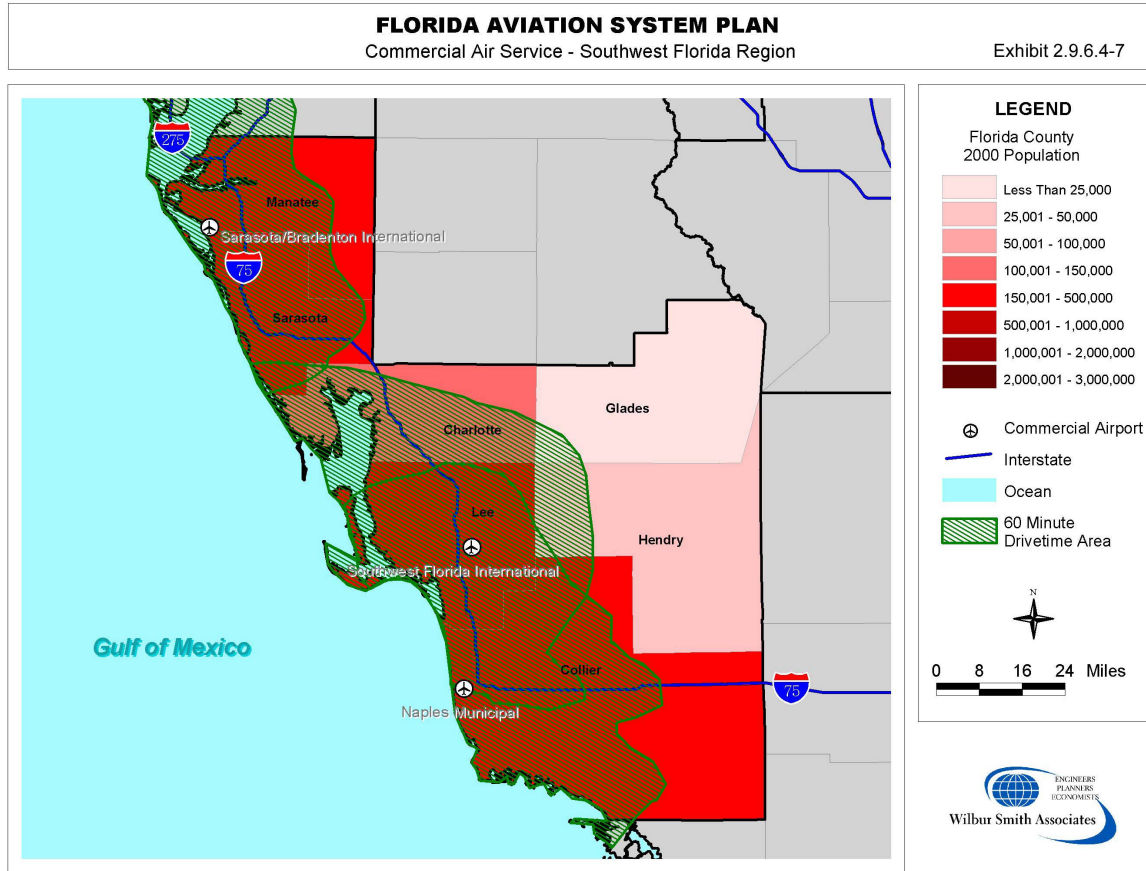 FLORIDA AVIATION SYSTEM PLAN
Commercial Air Service - Southwest Florida Region
Exhibit 2.9.6.4-7
275
Manatee
Sarasota/Bradenton International
75
Sarasota
Glades
Charlotte
Lee
Hendry
Southwest Florida International
Gulf of Mexico
Collier
75
Naples Municipal
LEGEND
Florida County
2000 Population
Less Than 25,000
25,001 - 50,000
50,001 - 100,000
100,001 - 150,000
150,001 - 500,000
500,001 - 1,000,000
1,000,001 - 2,000,000
2,000,001 - 3,000,000
Commercial Airport
Interstate
Ocean
60 Minute
Drivetime Area
N
0 8 16 24 Miles
ENGINEERS
PLANNERS
ECONOMISTS
Wilbur Smith Associates